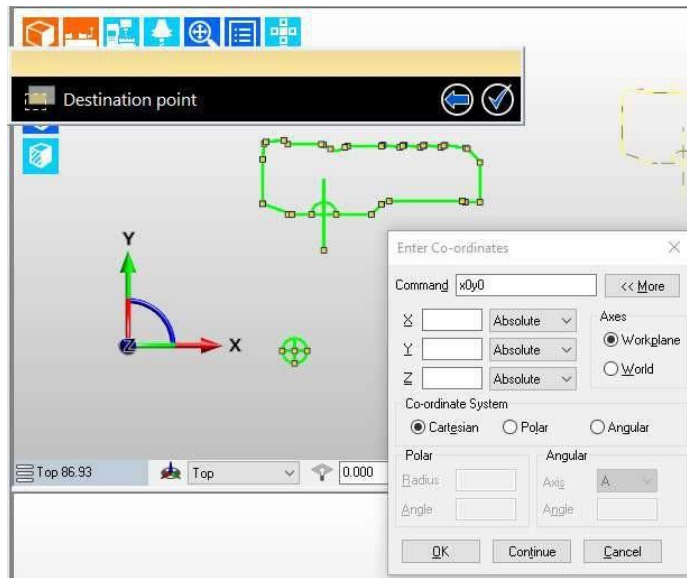 Destination point
Y
Z
X
Enter Co-ordinates
Command x0y0 << More
X Absolute
Y Absolute
Z Absolute
Axes
Workplane
World
Co-ordinate System
Cartesian Polar Angular
Polar
Radius
Angle
Angular
Axis A
Angle
OK Continue Cancel
Top 86.93 Top 0.000